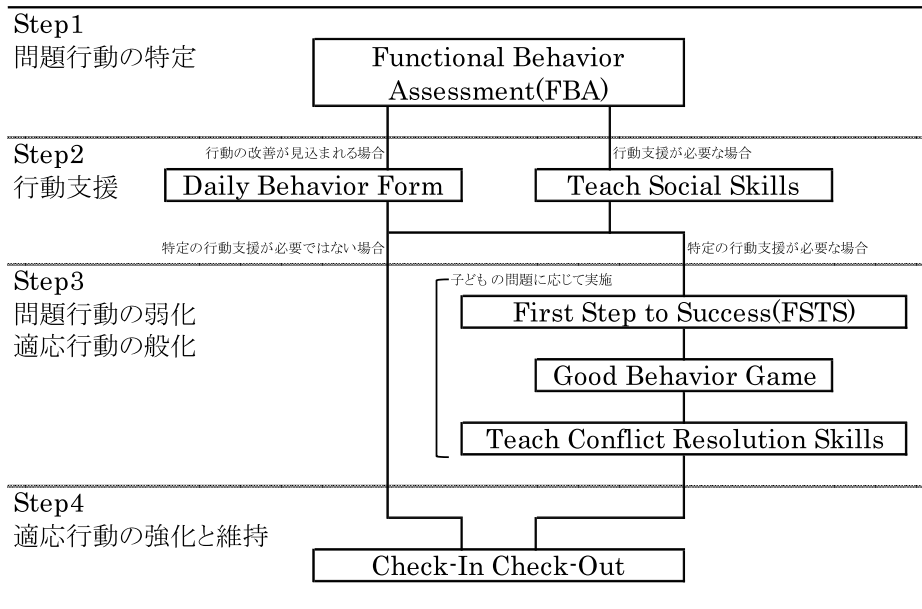 Step1
問題行動の特定
Functional Behavior
Assessment(FBA)
Step2
行動支援
行動の改善が見込まれる場合
行動支援が必要な場合
Daily Behavior Form
Teach Social Skills
特定の行動支援が必要ではない場合
特定の行動支援が必要な場合
Step3
問題行動の弱化
適応行動の般化
子どもの問題に応じて実施
First Step to Success(FSTS)
Good Behavior Game
Teach Conflict Resolution Skills
Step4
適応行動の強化と維持
Check-In Check-Out